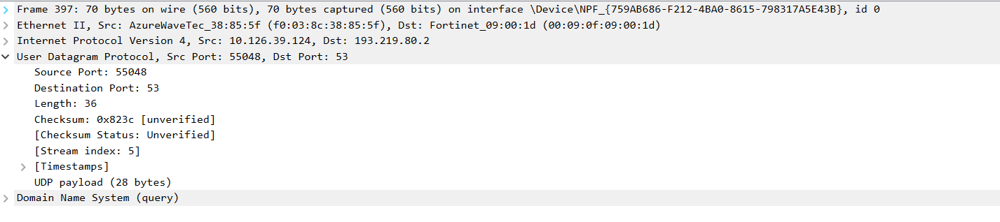 Frame 397: 70 bytes on wire (560 bits), 70 bytes captured (560 bits) on interface \Device\NPF_{759AB686-F212-4BA0-8615-798317A5E43B}, id 0
Ethernet II, Src: AzureWaveTec_38:85:5f (f0:03:8c:38:85:5f), Dst: Fortinet_09:00:1d (00:09:0f:09:00:1d)
Internet Protocol Version 4, Src: 10.126.39.124, Dst: 193.219.80.2
User Datagram Protocol, Src Port: 55048, Dst Port: 53
Source Port: 55048
Destination Port: 53
Length: 36
Checksum: 0x823c [unverified]
[Checksum Status: Unverified]
[Stream index: 5]
[Timestamps]
UDP payload (28 bytes)
Domain Name System (query)